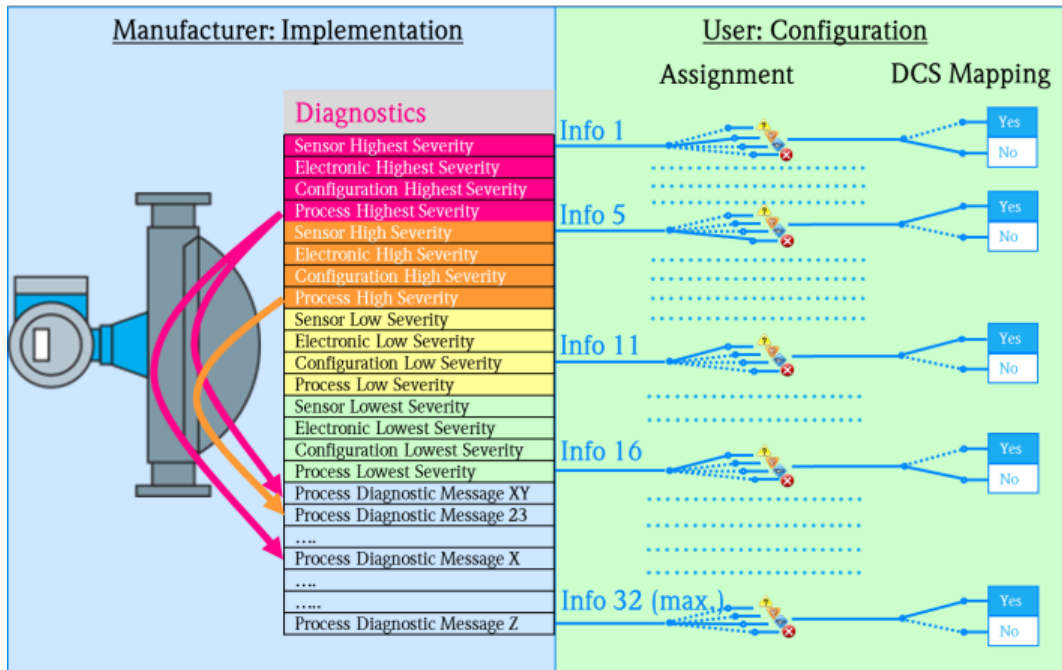 Manufacturer: Implementation
User: Configuration
Assignment
DCS Mapping
Diagnostics
Sensor Highest Severity
Electronic Highest Severity
Configuration Highest Severity
Process Highest Severity
Sensor High Severity
Electronic High Severity
Configuration High Severity
Process High Severity
Sensor Low Severity
Electronic Low Severity
Configuration Low Severity
Process Low Severity
Sensor Lowest Severity
Electronic Lowest Severity
Configuration Lowest Severity
Process Lowest Severity
Process Diagnostic Message XY
Process Diagnostic Message 23
....
Process Diagnostic Message X
....
.....
Process Diagnostic Message Z
Info 1
Yes
No
Info 5
Yes
No
Info 11
Yes
No
Info 16
Yes
No
Info 32 (max.)
Yes
No